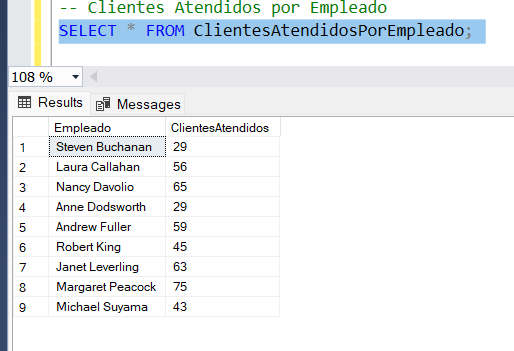 -- Clientes Atendidos por Empleado
SELECT * FROM ClientesAtendidosPorEmpleado;
108 %
Results Messages
Empleado ClientesAtendidos
1 Steven Buchanan 29
2 Laura Callahan 56
3 Nancy Davolio 65
4 Anne Dodsworth 29
5 Andrew Fuller 59
6 Robert King 45
7 Janet Leverling 63
8 Margaret Peacock 75
9 Michael Suyama 43